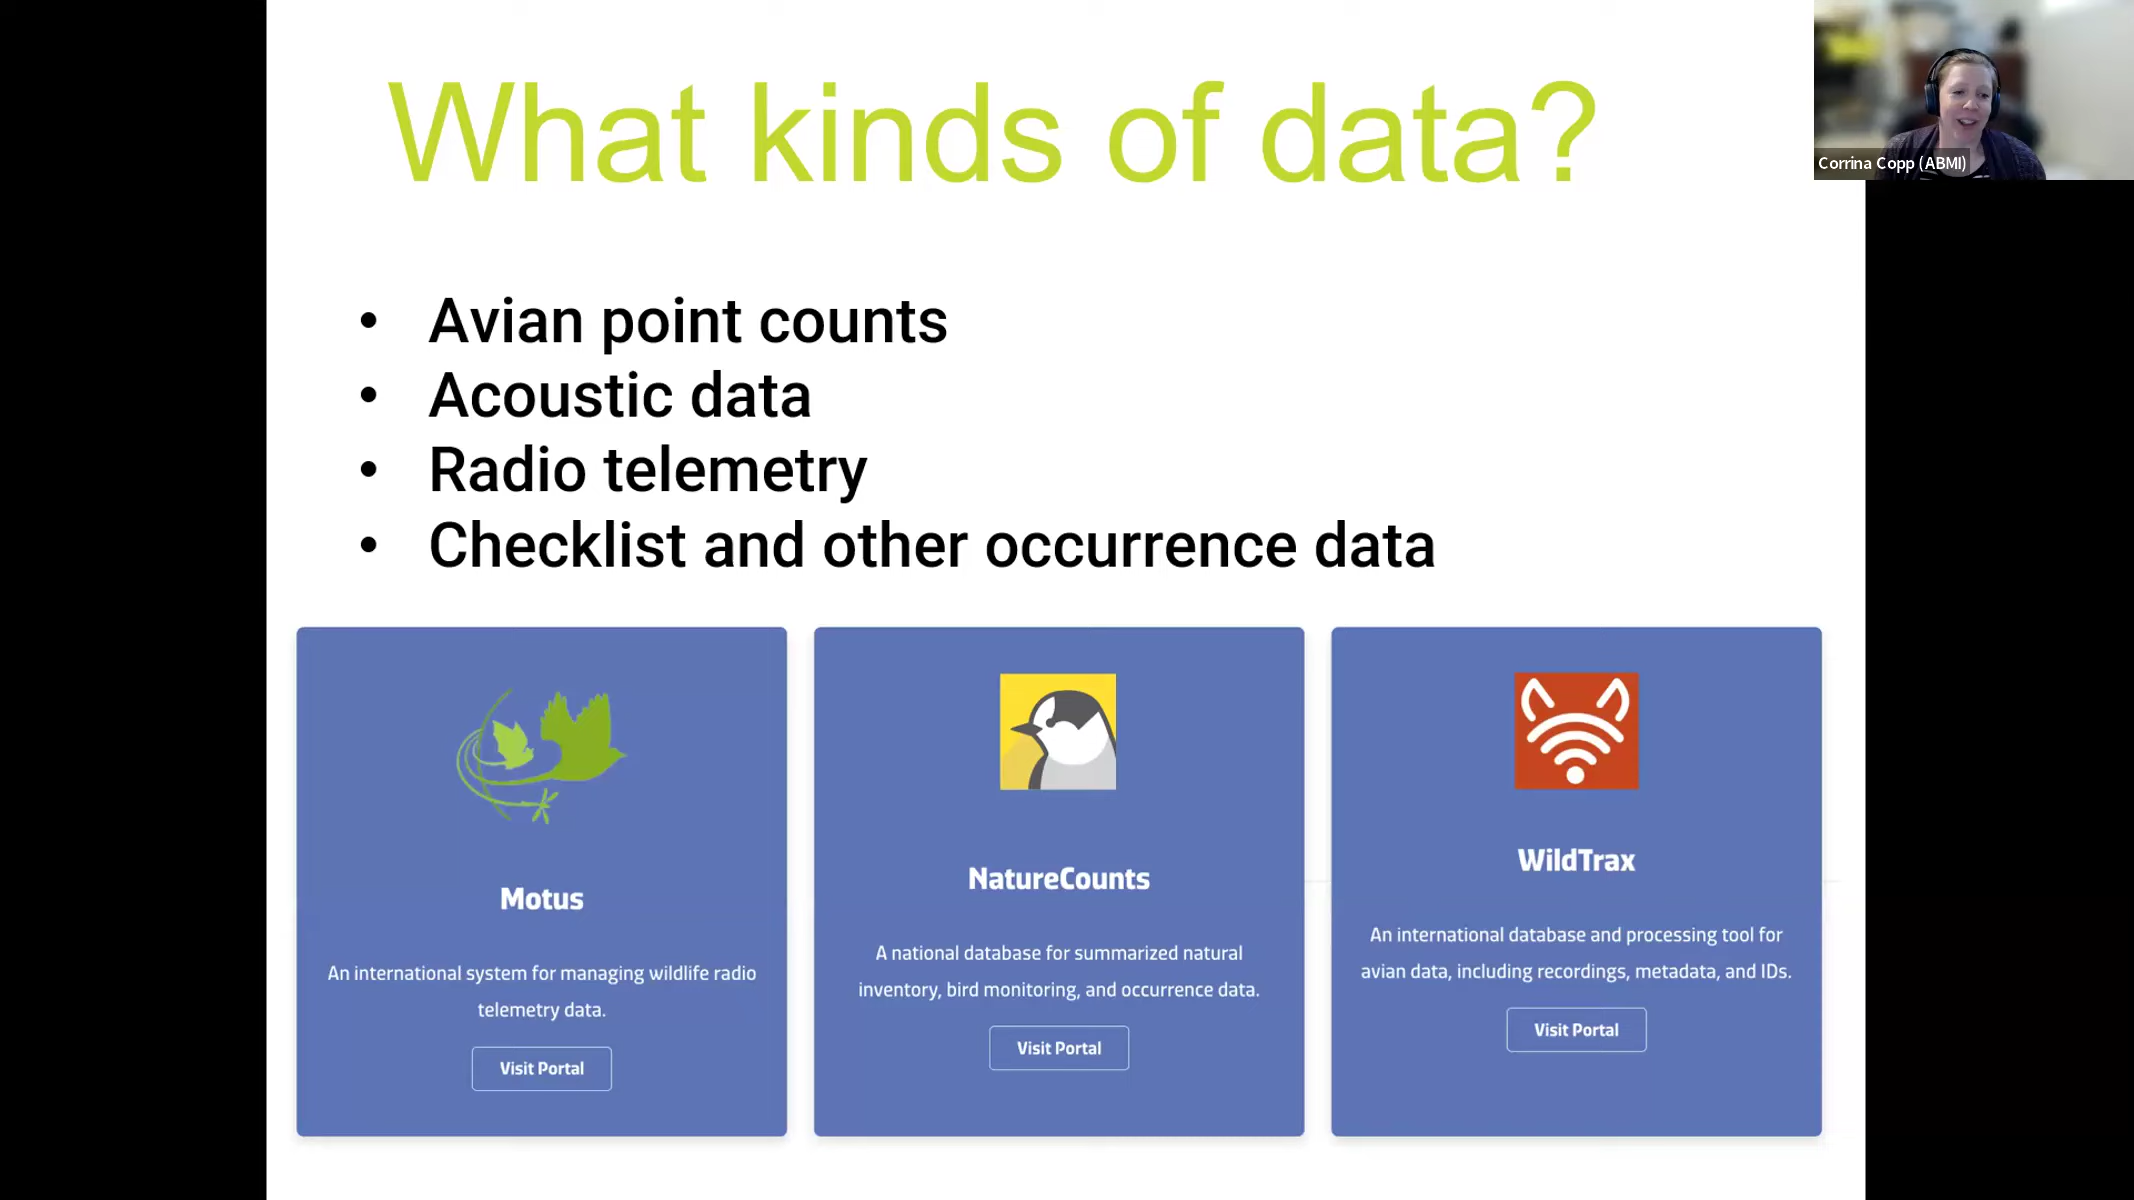 What kinds of data?
Corrina Copp (ABMI)
• Avian point counts
• Acoustic data
• Radio telemetry
• Checklist and other occurrence data
Motus
An international system for managing wildlife radio
telemetry data.
Visit Portal
NatureCounts
A national database for summarized natural
inventory, bird monitoring, and occurrence data.
Visit Portal
WildTrax
An international database and processing tool for
avian data, including recordings, metadata, and IDs.
Visit Portal